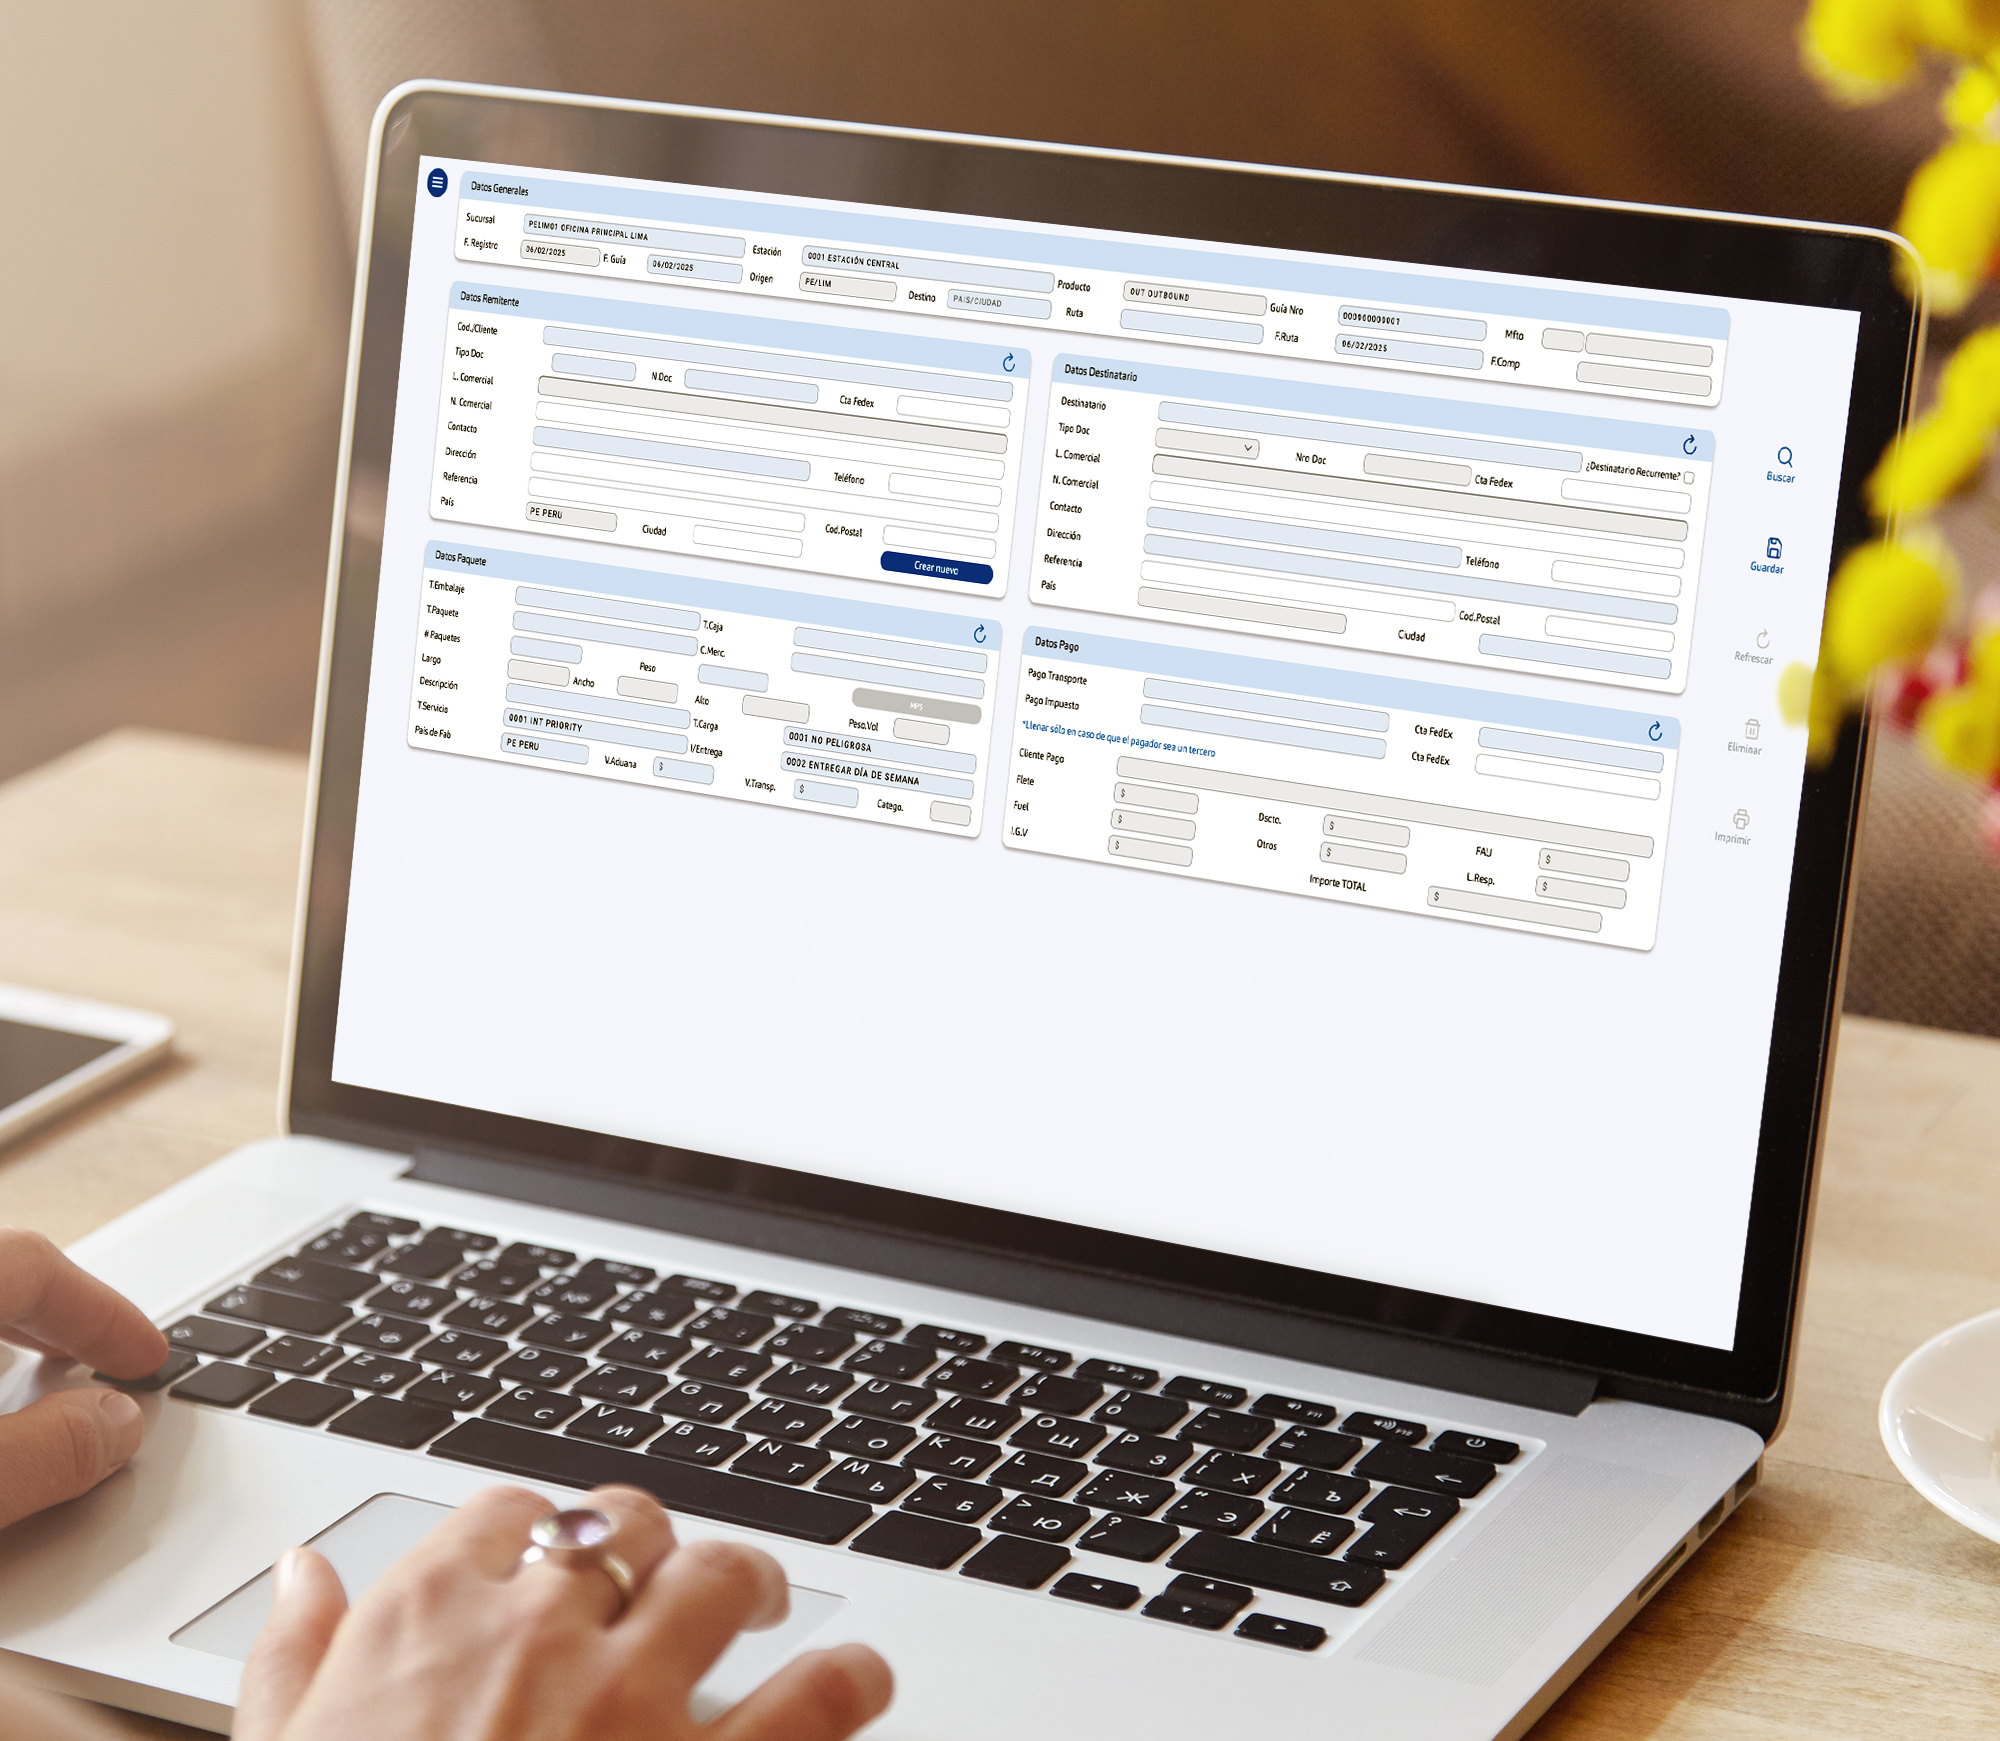 Datos Generales
Sucursal PELIM01 OFICINA PRINCIPAL LIMA Estación 0001 ESTACIÓN CENTRAL Producto OUT OUTBOUND Guía Nro 000000000001 Mfto
F. Registro 06/02/2025 F. Guía 06/02/2025 Origen PE/LIM Destino PAIS/CIUDAD Ruta F.Ruta 06/02/2025 F.Comp
Datos Remitente
Cod./Cliente
Tipo Doc N.Doc Cta Fedex
L. Comercial
N. Comercial
Contacto Teléfono
Dirección
Referencia Cod.Postal
País PE PERU Ciudad
Crear nuevo
Datos Destinatario
Destinatario ¿Destinatario Recurrente?
Tipo Doc Nro Doc Cta Fedex
L. Comercial
N. Comercial
Contacto Teléfono
Dirección
Referencia Cod.Postal
País Ciudad
Datos Paquete
T.Embalaje T.Caja
T.Paquete C.Merc.
# Paquetes Peso MPS
Largo Ancho Alto Peso.Vol
Descripción T.Carga 0001 NO PELIGROSA
T.Servicio 0001 INT PRIORITY I/Entrega 0002 ENTREGAR DÍA DE SEMANA
Pais de Fab PE PERU V.Aduana $ V.Transp. $ Catego.
Datos Pago
Pago Transporte Cta FedEx
Pago Impuesto Cta FedEx
*Llenar sólo en caso de que el pagador sea un tercero
Cliente Pago
Flete $ Dscto. $ FAU $
Fuel $ Otros $ L.Resp. $
I.G.V $ Importe TOTAL $
Buscar
Guardar
Refrescar
Eliminar
Imprimir
Q Й W Ц E У R К T Е Y Н U Г I Ш O Щ P З [ Х ] Ъ
A Ф S Ы D В F А G П H Р J О K Л L Д ; Ж Э \ Ё
Z Я X Ч C С V М B И N Т M Ь < Б > Ю ?